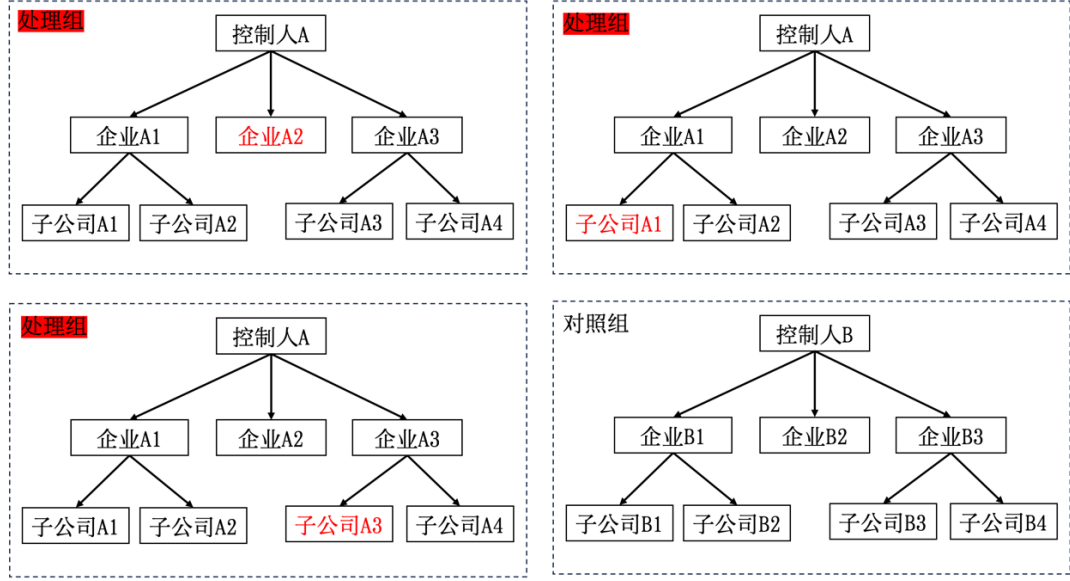 处理组
控制人A
企业A1 企业A2 企业A3
子公司A1 子公司A2 子公司A3 子公司A4
处理组
控制人A
企业A1 企业A2 企业A3
子公司A1 子公司A2 子公司A3 子公司A4
处理组
控制人A
企业A1 企业A2 企业A3
子公司A1 子公司A2 子公司A3 子公司A4
对照组
控制人B
企业B1 企业B2 企业B3
子公司B1 子公司B2 子公司B3 子公司B4